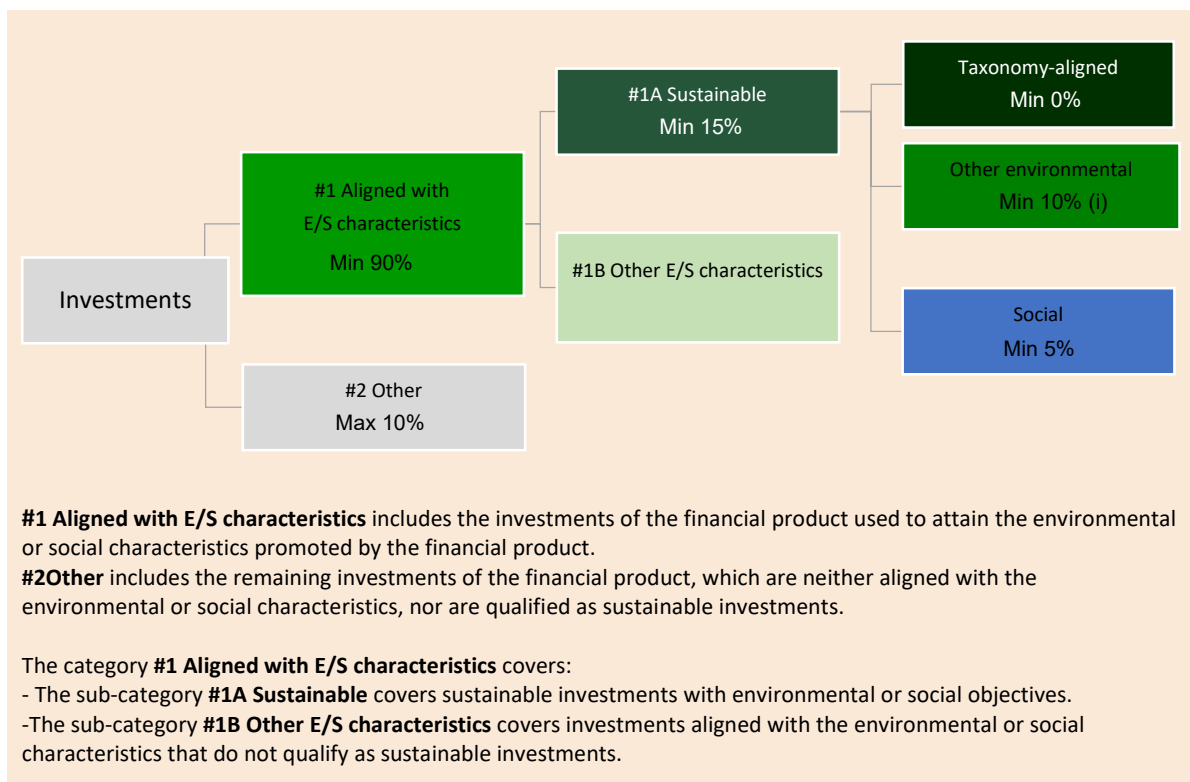 Investments
#1 Aligned with
E/S characteristics
Min 90%
#2 Other
Max 10%
#1A Sustainable
Min 15%
#1B Other E/S characteristics
Taxonomy-aligned
Min 0%
Other environmental
Min 10% (i)
Social
Min 5%
#1 Aligned with E/S characteristics includes the investments of the financial product used to attain the environmental
or social characteristics promoted by the financial product.
#2Other includes the remaining investments of the financial product, which are neither aligned with the
environmental or social characteristics, nor are qualified as sustainable investments.
The category #1 Aligned with E/S characteristics covers:
- The sub-category #1A Sustainable covers sustainable investments with environmental or social objectives.
-The sub-category #1B Other E/S characteristics covers investments aligned with the environmental or social
characteristics that do not qualify as sustainable investments.